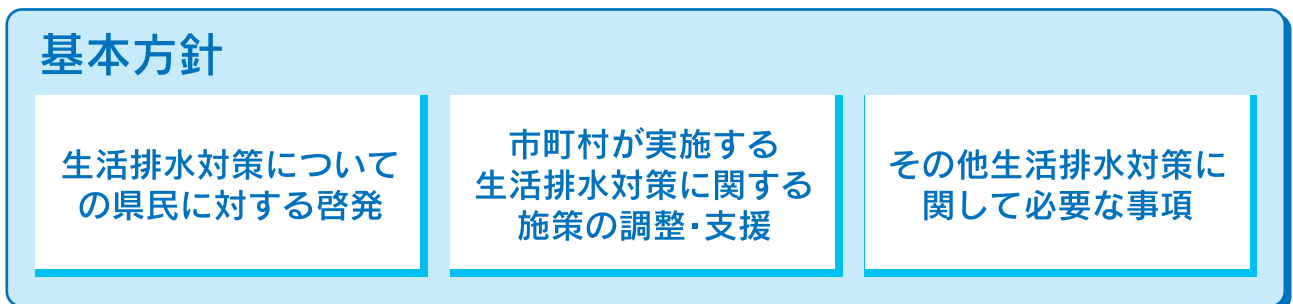 基本方針
生活排水対策について
の県民に対する啓発
市町村が実施する
生活排水対策に関する
施策の調整・支援
その他生活排水対策に
関して必要な事項